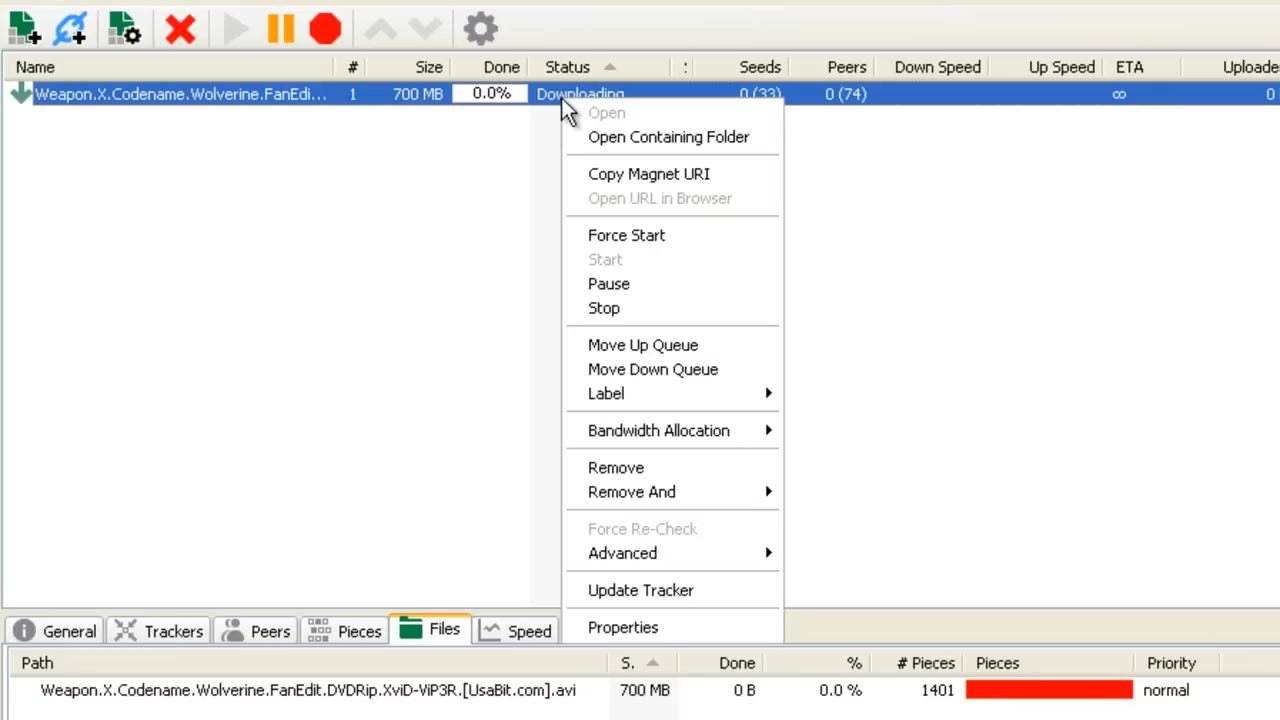 Name # Size Done Status : Seeds Peers Down Speed Up Speed ETA Uploade
Weapon.X.Codename.Wolverine.FanEdi... 1 700 MB 0.0% Downloading 0 (33) 0 (74) ∞ 0
Open
Open Containing Folder
Copy Magnet URI
Open URL in Browser
Force Start
Start
Pause
Stop
Move Up Queue
Move Down Queue
Label
Bandwidth Allocation
Remove
Remove And
Force Re-Check
Advanced
Update Tracker
Properties
General Trackers Peers Pieces Files Speed
Path S. Done % # Pieces Pieces Priority
Weapon.X.Codename.Wolverine.FanEdit.DVDRip.XviD-ViP3R.[UsaBit.com].avi 700 MB 0 B 0.0 % 1401 normal